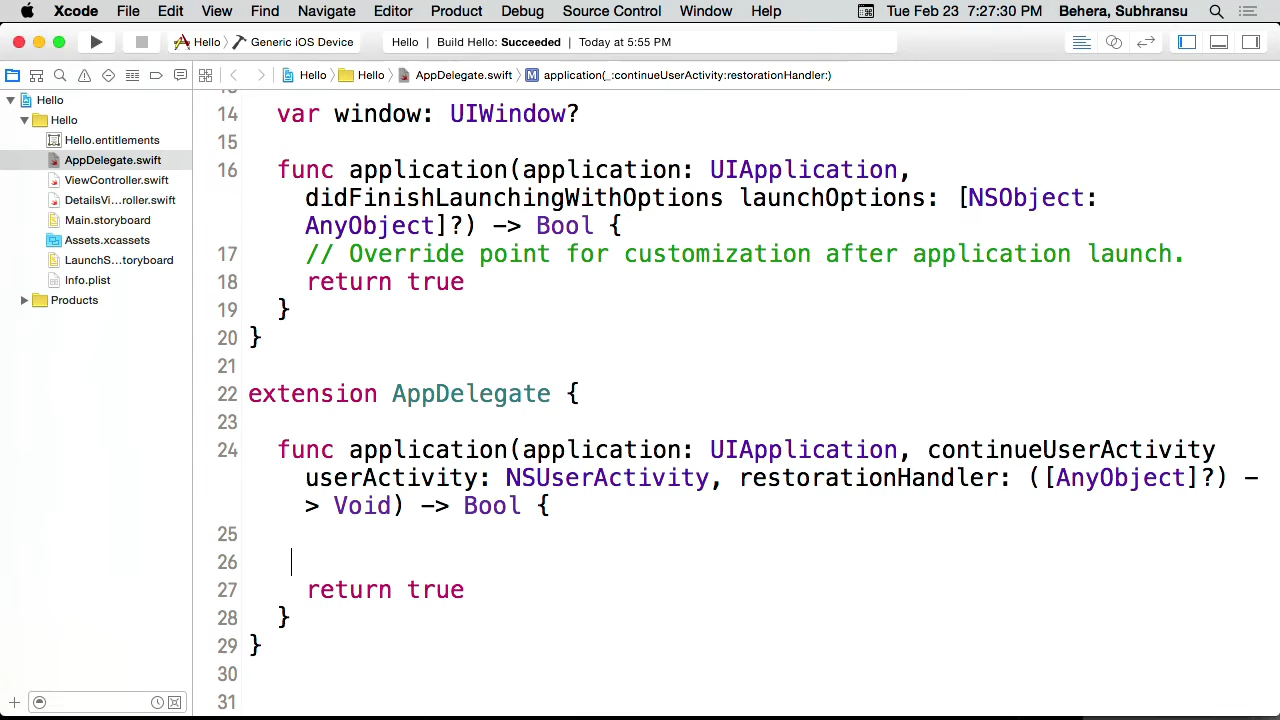 Xcode File Edit View Find Navigate Editor Product Debug Source Control Window Help Tue Feb 23 7:27:30 PM Behera, Subhransu
Hello Generic iOS Device Hello | Build Hello: Succeeded | Today at 5:55 PM
Hello Hello AppDelegate.swift M application(_:continueUserActivity:restorationHandler:)
Hello
Hello
Hello.entitlements
AppDelegate.swift
ViewController.swift
DetailsVi...roller.swift
Main.storyboard
Assets.xcassets
LaunchS...toryboard
Info.plist
Products
14 var window: UIWindow?
15
16 func application(application: UIApplication,
didFinishLaunchingWithOptions launchOptions: [NSObject:
AnyObject]?) -> Bool {
17 // Override point for customization after application launch.
18 return true
19 }
20 }
21
22 extension AppDelegate {
23
24 func application(application: UIApplication, continueUserActivity
userActivity: NSUserActivity, restorationHandler: ([AnyObject]?) -
> Void) -> Bool {
25
26
27 return true
28 }
29 }
30
31